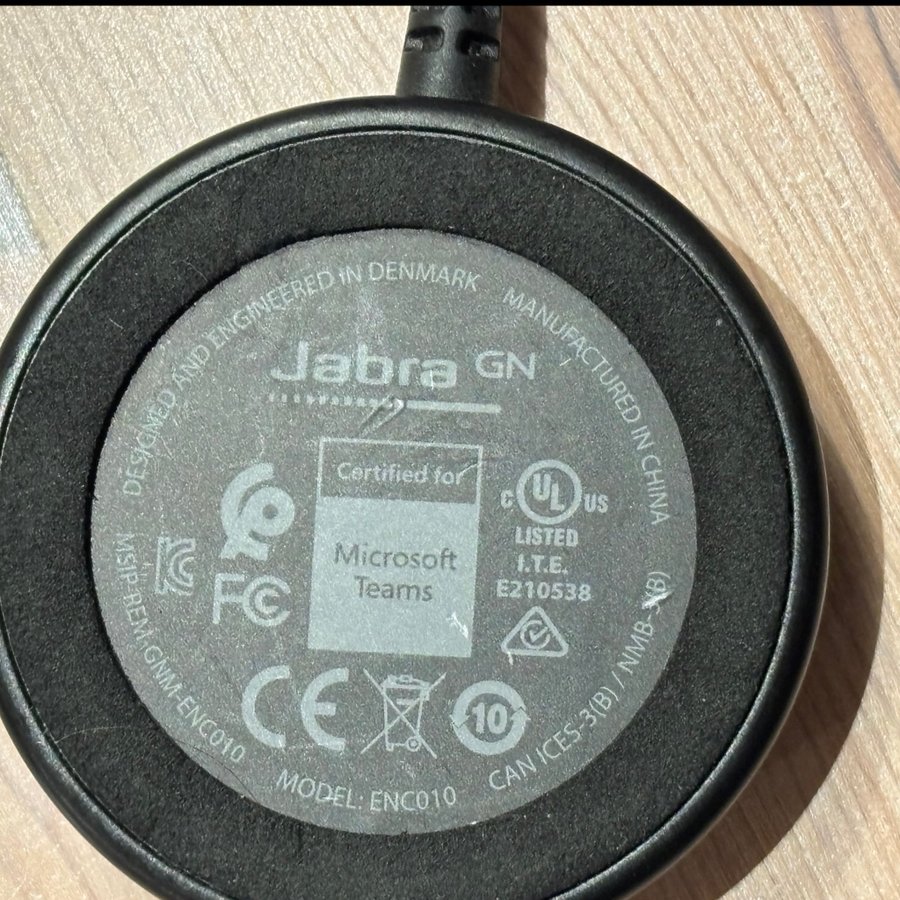 DESIGNED AND ENGINEERED IN DENMARK
MANUFACTURED IN CHINA
Jabra GN
Certified for
Microsoft
Teams
C UL US
LISTED
I.T.E.
E210538
FC
CE
10
MSIP-REM-GNM-ENC010
MODEL: ENC010
CAN ICES-3(B) / NMB-3(B)